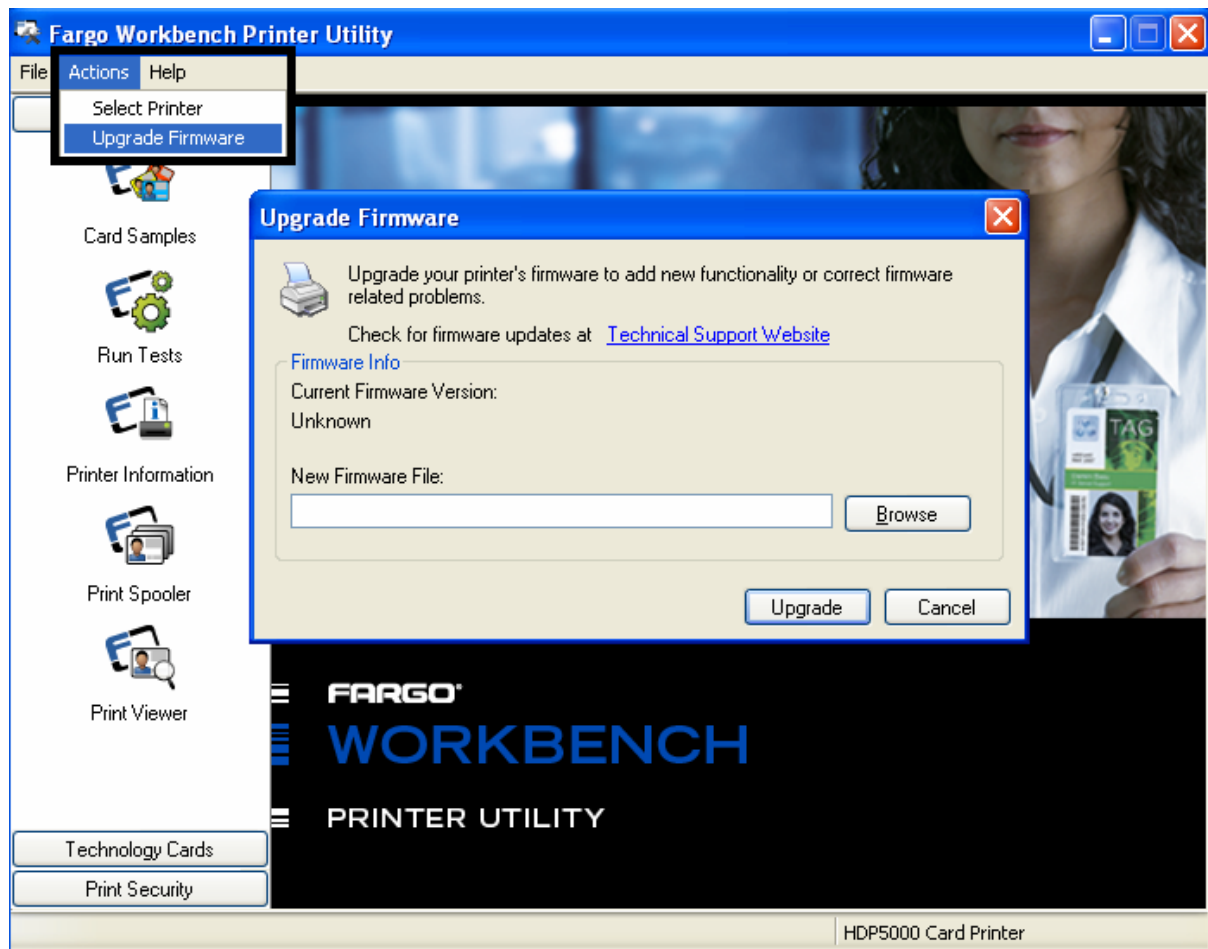 Fargo Workbench Printer Utility
File Actions Help
Select Printer
Upgrade Firmware
Card Samples
Run Tests
Printer Information
Print Spooler
Print Viewer
Technology Cards
Print Security
Upgrade Firmware
Upgrade your printer's firmware to add new functionality or correct firmware
related problems.
Check for firmware updates at Technical Support Website
Firmware Info
Current Firmware Version:
Unknown
New Firmware File:
Browse
Upgrade Cancel
TAG
FARGO®
WORKBENCH
PRINTER UTILITY
HDP5000 Card Printer